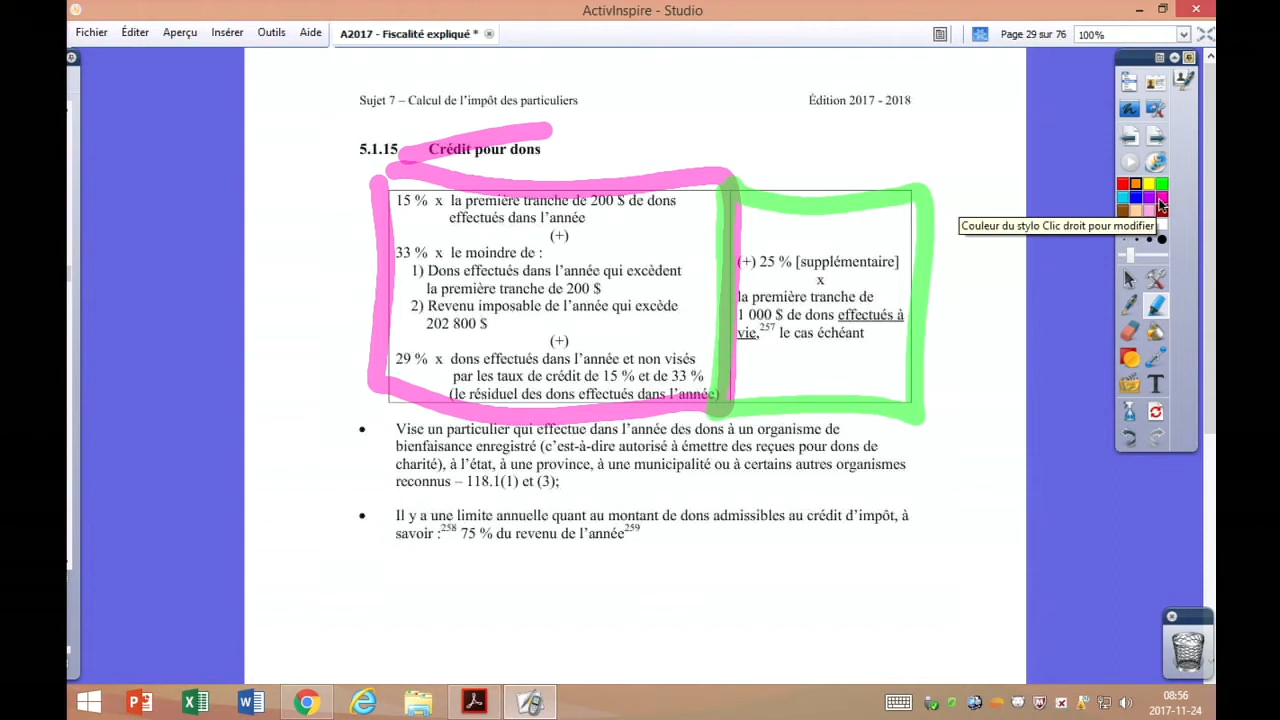 ActivInspire - Studio
Fichier Éditer Aperçu Insérer Outils Aide
A2017 - Fiscalité expliqué *
Page 29 sur 76
100%
Sujet 7 – Calcul de l'impôt des particuliers
Édition 2017 - 2018
5.1.15 Crédit pour dons
15 % x la première tranche de 200 $ de dons
effectués dans l'année
(+)
33 % x le moindre de :
1) Dons effectués dans l'année qui excèdent
la première tranche de 200 $
2) Revenu imposable de l'année qui excède
202 800 $
(+)
29 % x dons effectués dans l'année et non visés
par les taux de crédit de 15 % et de 33 %
(le résiduel des dons effectués dans l'année)
(+) 25 % [supplémentaire]
x
la première tranche de
1 000 $ de dons effectués à
vie,257 le cas échéant
• Vise un particulier qui effectue dans l'année des dons à un organisme de
bienfaisance enregistré (c'est-à-dire autorisé à émettre des reçues pour dons de
charité), à l'état, à une province, à une municipalité ou à certains autres organismes
reconnus – 118.1(1) et (3);
• Il y a une limite annuelle quant au montant de dons admissibles au crédit d'impôt, à
savoir :258 75 % du revenu de l'année259
Couleur du stylo Clic droit pour modifier
08:56
2017-11-24